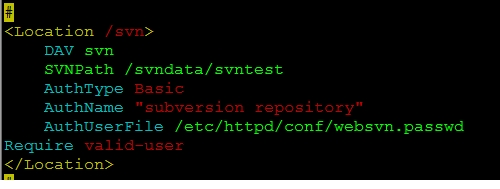 #
<Location /svn>
DAV svn
SVNPath /svndata/svntest
AuthType Basic
AuthName "subversion repository"
AuthUserFile /etc/httpd/conf/websvn.passwd
Require valid-user
</Location>
#